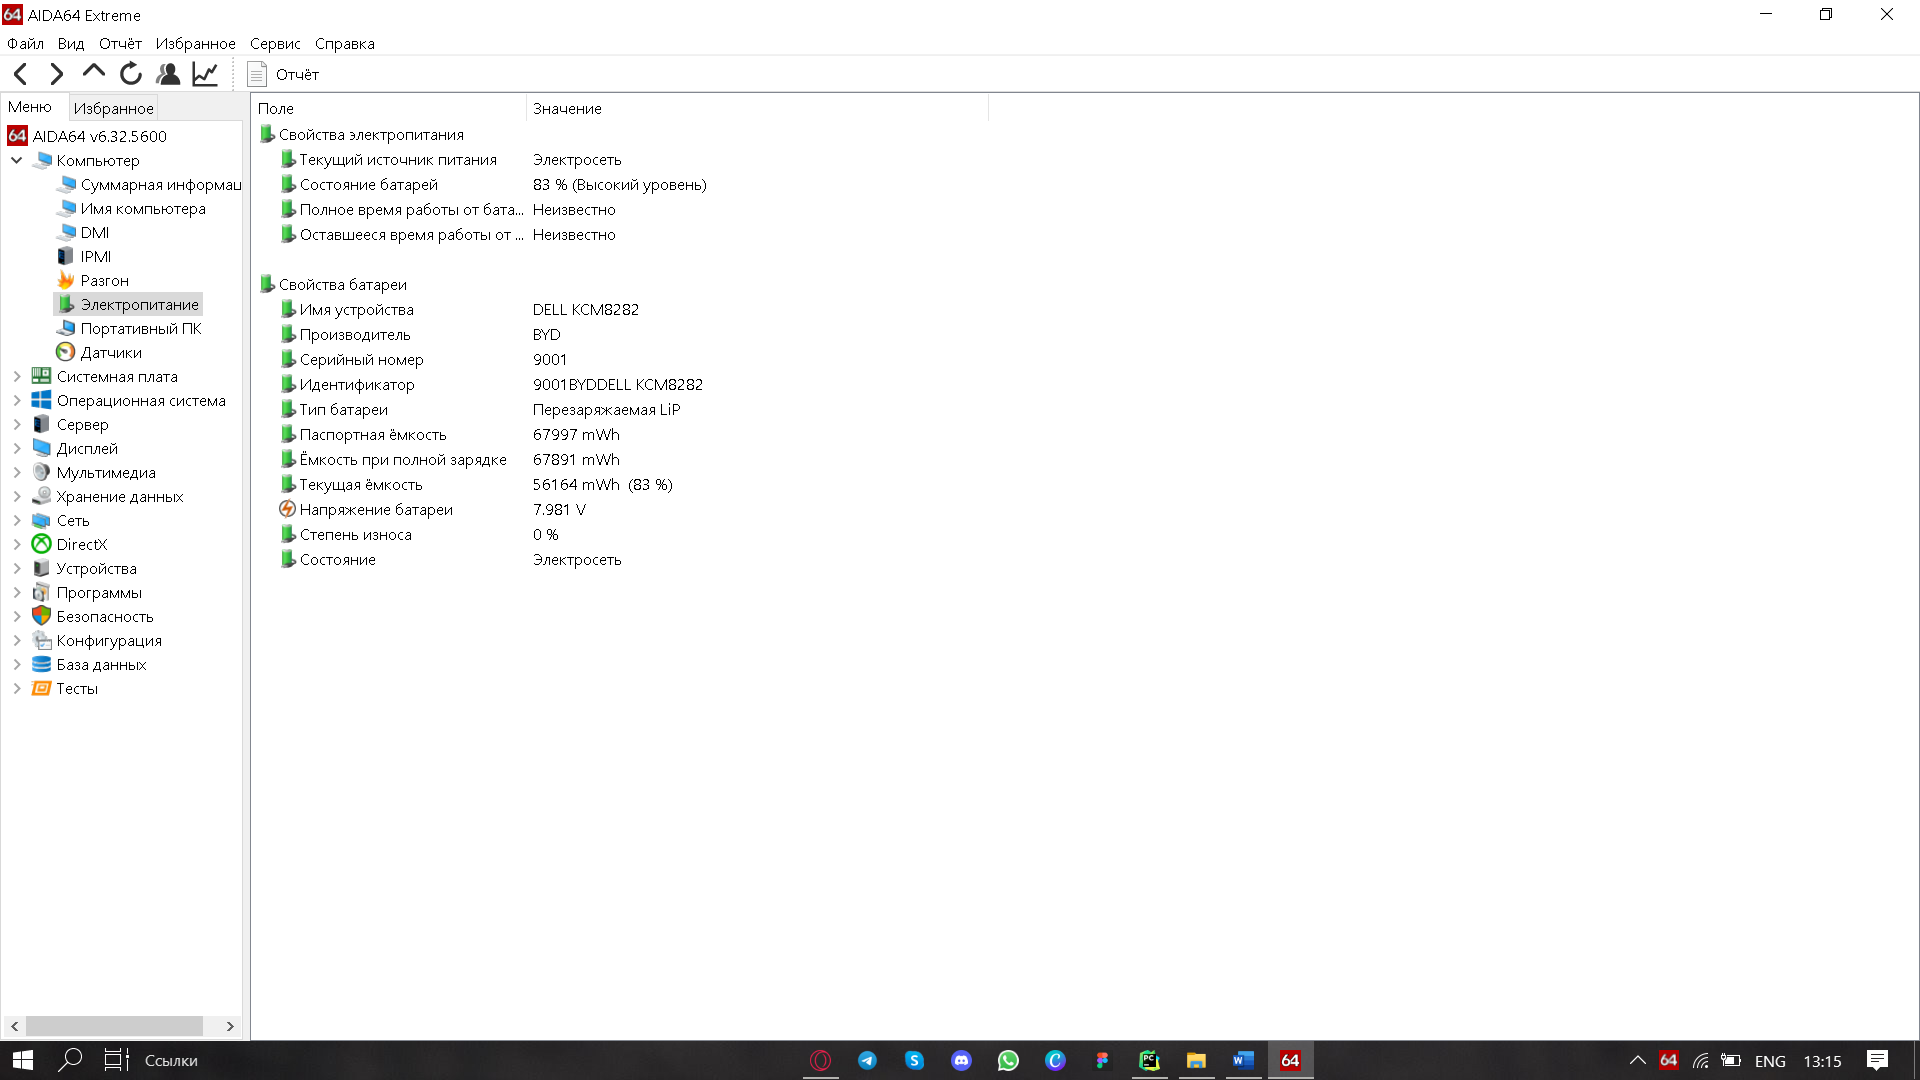 64 AIDA64 Extreme
Файл Вид Отчёт Избранное Сервис Справка
Отчёт
Меню Избранное
64 AIDA64 v6.32.5600
Компьютер
Суммарная информац
Имя компьютера
DMI
IPMI
Разгон
Электропитание
Портативный ПК
Датчики
Системная плата
Операционная система
Сервер
Дисплей
Мультимедиа
Хранение данных
Сеть
DirectX
Устройства
Программы
Безопасность
Конфигурация
База данных
Тесты
Поле Значение
Свойства электропитания
Текущий источник питания Электросеть
Состояние батарей 83 % (Высокий уровень)
Полное время работы от бата... Неизвестно
Оставшееся время работы от ... Неизвестно
Свойства батареи
Имя устройства DELL KCM8282
Производитель BYD
Серийный номер 9001
Идентификатор 9001BYDDELL KCM8282
Тип батареи Перезаряжаемая LiP
Паспортная ёмкость 67997 mWh
Ёмкость при полной зарядке 67891 mWh
Текущая ёмкость 56164 mWh (83 %)
Напряжение батареи 7.981 V
Степень износа 0 %
Состояние Электросеть
Ссылки S C PC W 64 64 ENG 13:15